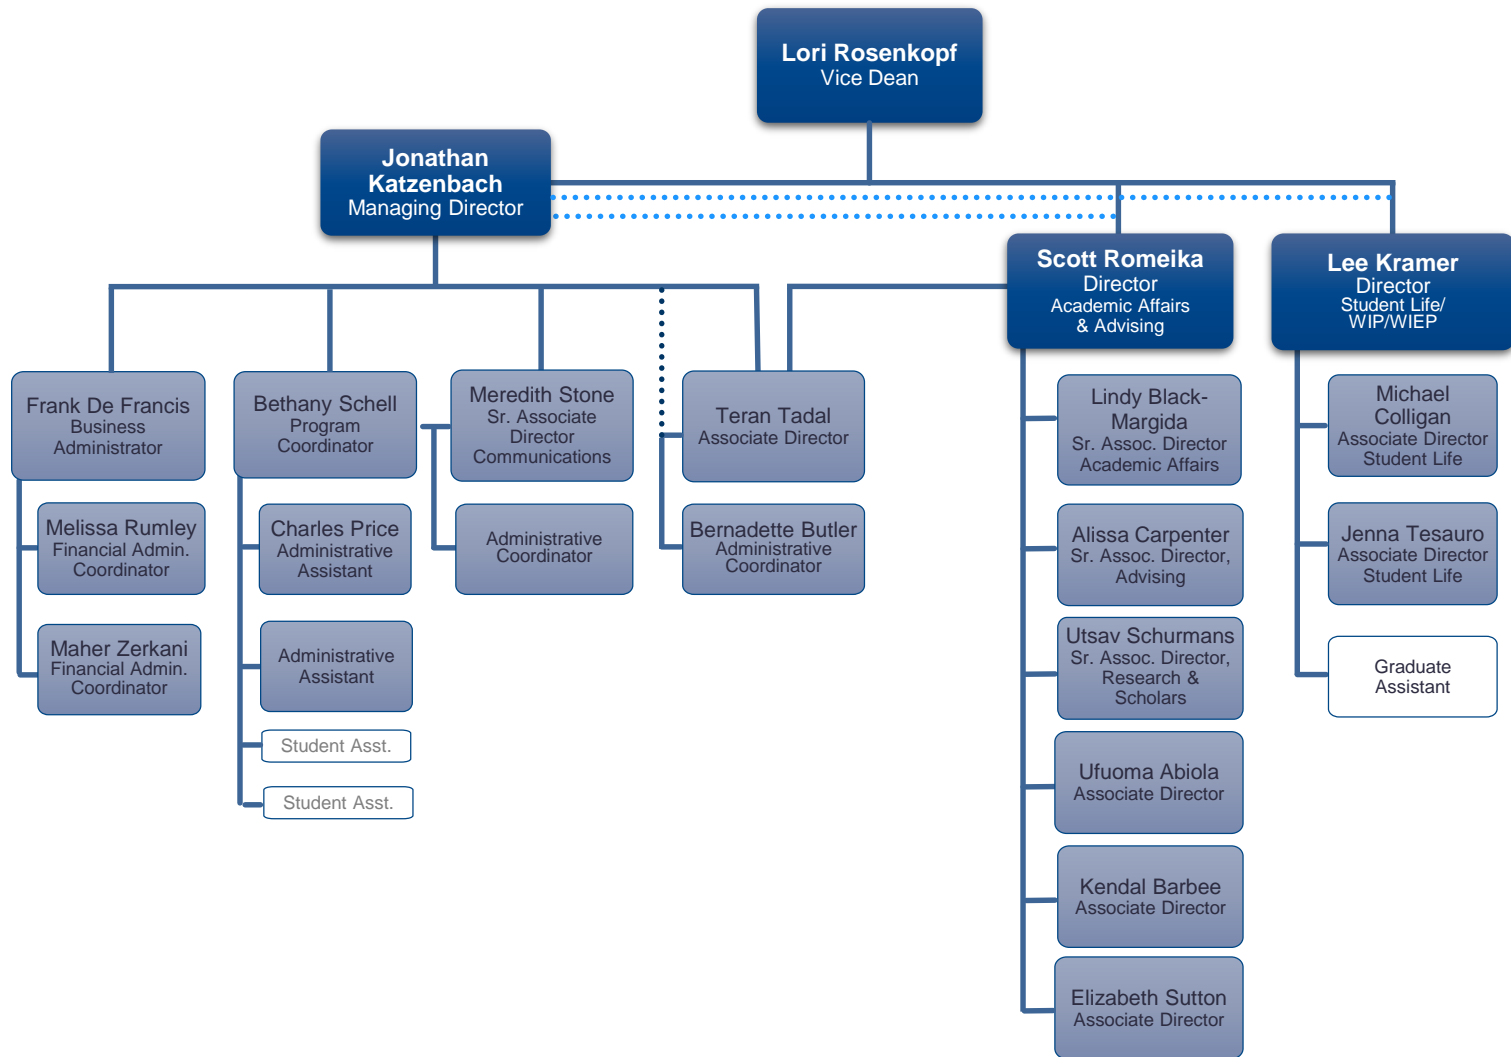 Lori Rosenkopf
Vice Dean
Jonathan
Katzenbach
Managing Director
Scott Romeika
Director
Academic Affairs
& Advising
Lee Kramer
Director
Student Life/
WIP/WIEP
Frank De Francis
Business
Administrator
Bethany Schell
Program
Coordinator
Meredith Stone
Sr. Associate
Director
Communications
Teran Tadal
Associate Director
Lindy Black-
Margida
Sr. Assoc. Director
Academic Affairs
Michael
Colligan
Associate Director
Student Life
Melissa Rumley
Financial Admin.
Coordinator
Charles Price
Administrative
Assistant
Administrative
Coordinator
Bernadette Butler
Administrative
Coordinator
Alissa Carpenter
Sr. Assoc. Director,
Advising
Jenna Tesauro
Associate Director
Student Life
Maher Zerkani
Financial Admin.
Coordinator
Administrative
Assistant
Utsav Schurmans
Sr. Assoc. Director,
Research &
Scholars
Graduate
Assistant
Student Asst.
Student Asst.
Ufuoma Abiola
Associate Director
Kendal Barbee
Associate Director
Elizabeth Sutton
Associate Director